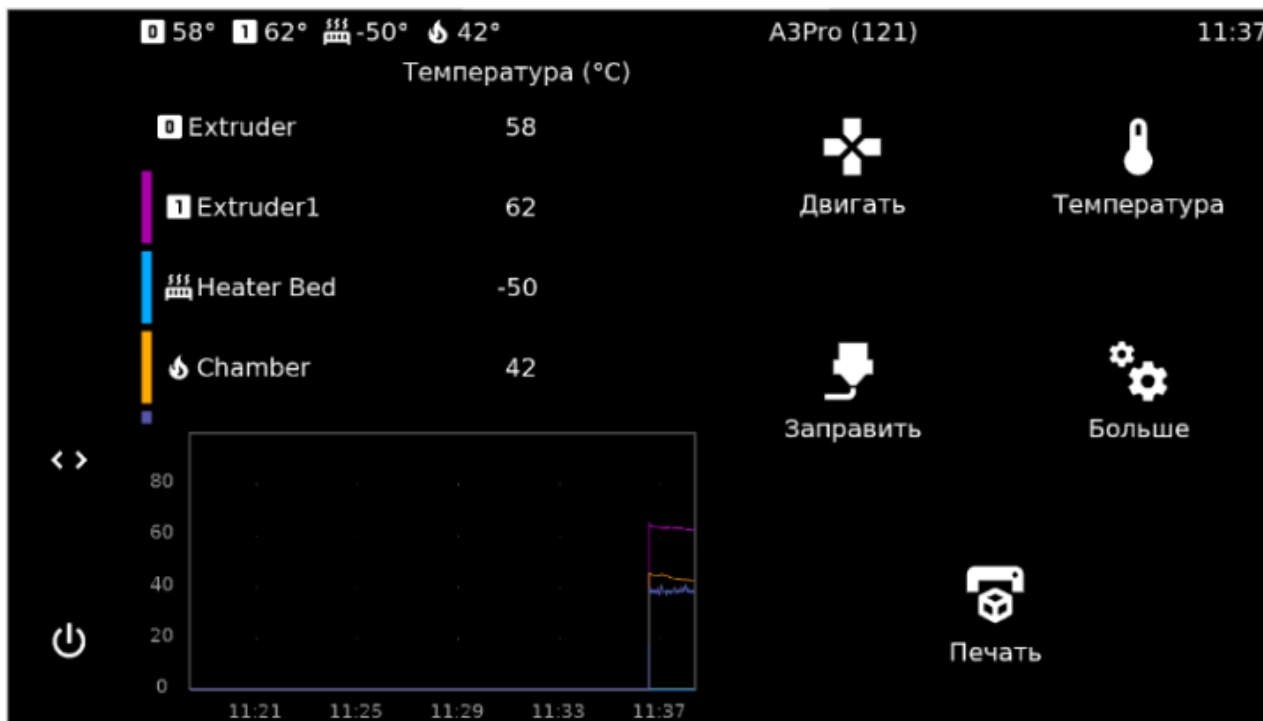 0 58° 1 62° -50° 42° A3Pro (121) 11:37
Температура (°C)
0 Extruder 58
1 Extruder1 62
Heater Bed -50
Chamber 42
Двигать
Температура
Заправить
Больше
80
60
40
20
0
11:21 11:25 11:29 11:33 11:37
Печать